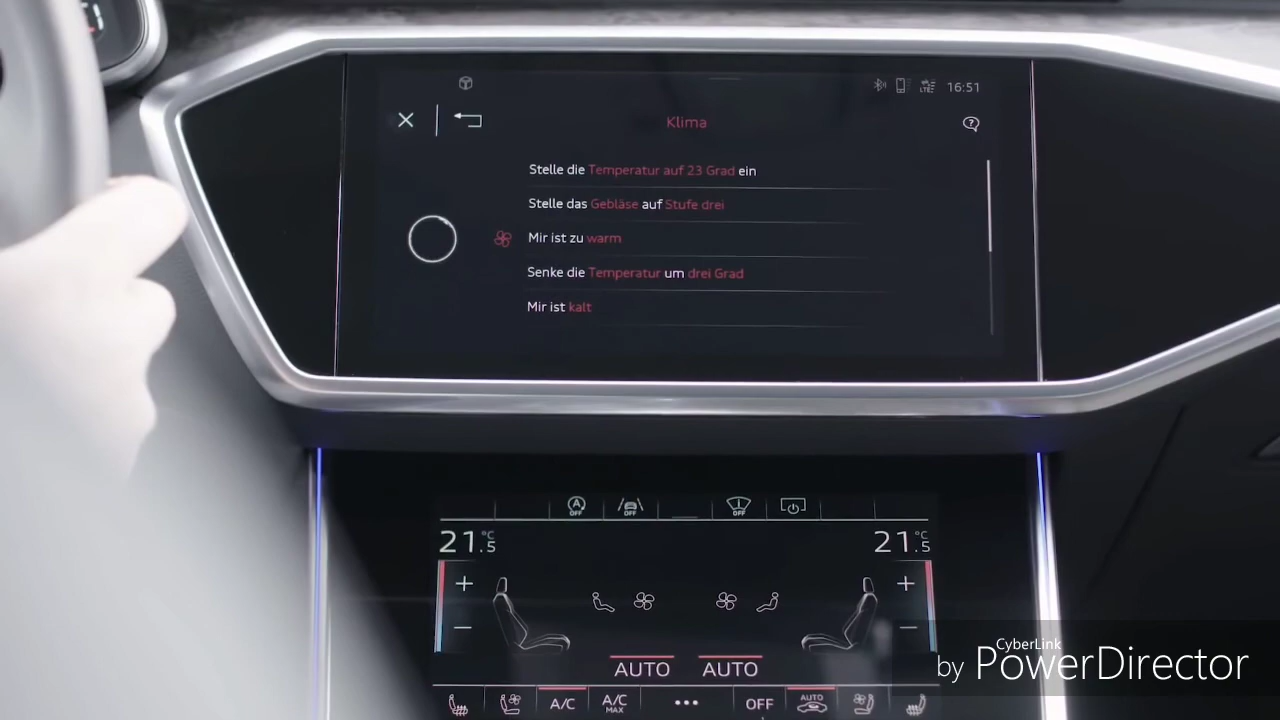 LTE 16:51
Klima
Stelle die Temperatur auf 23 Grad ein
Stelle das Gebläse auf Stufe drei
Mir ist zu warm
Senke die Temperatur um drei Grad
Mir ist kalt
A OFF OFF OFF
21.5 °C 21.5 °C
+ +
− −
AUTO AUTO
A/C A/C MAX ••• OFF AUTO
CyberLink
by PowerDirector